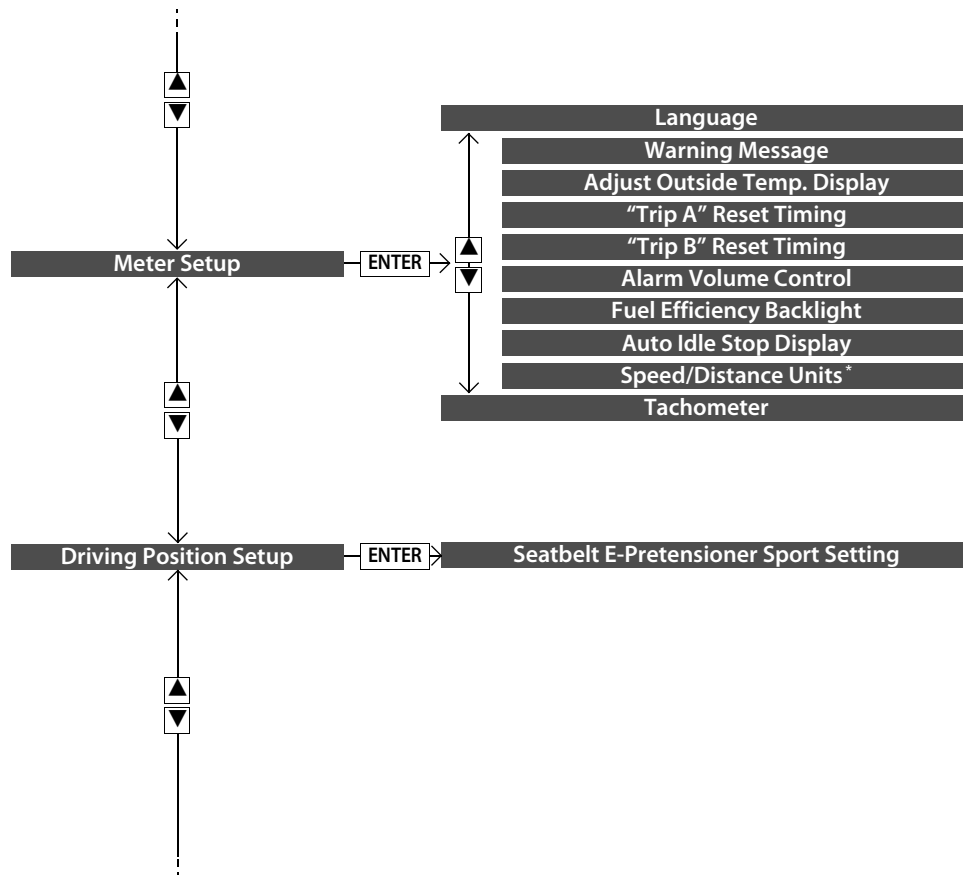 Language
Warning Message
Adjust Outside Temp. Display
“Trip A” Reset Timing
“Trip B” Reset Timing
Meter Setup
ENTER
Alarm Volume Control
Fuel Efficiency Backlight
Auto Idle Stop Display
Speed/Distance Units*
Tachometer
Driving Position Setup
ENTER
Seatbelt E-Pretensioner Sport Setting